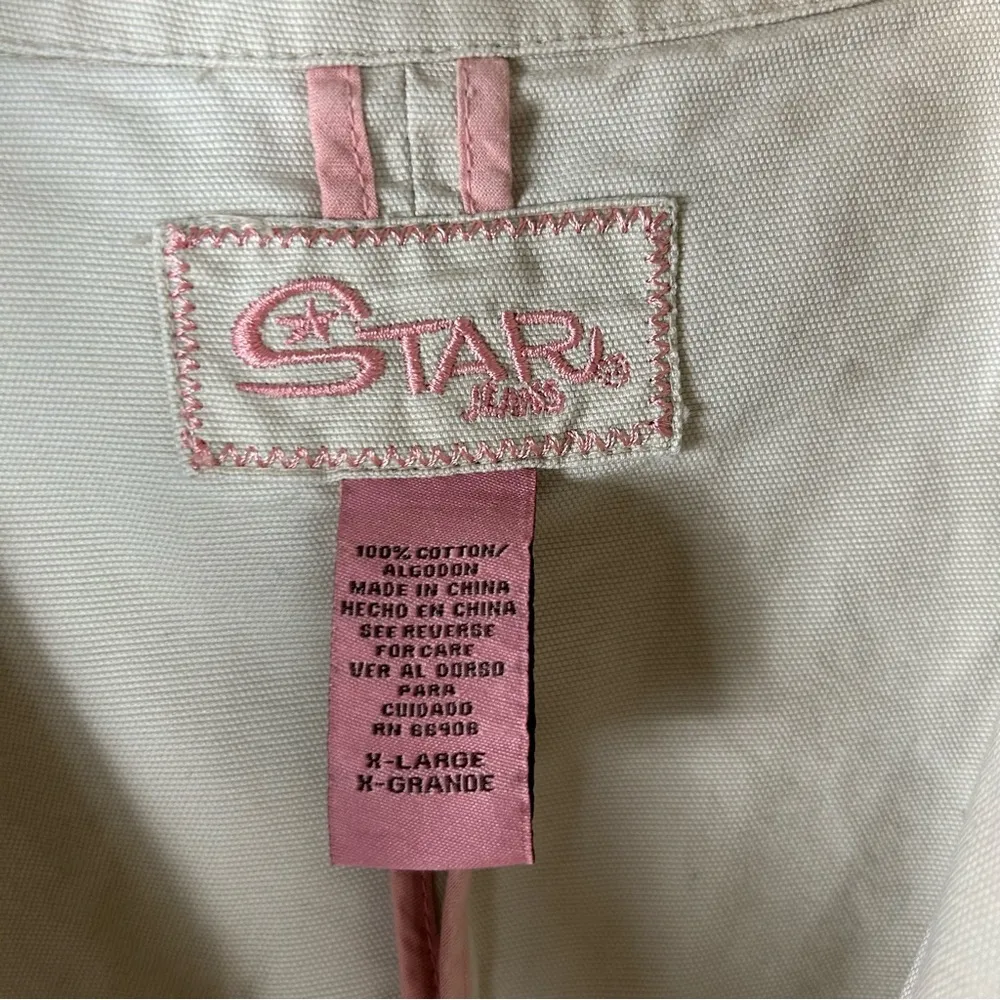 STAR
JEANS
100% COTTON/
ALGODON
MADE IN CHINA
HECHO EN CHINA
SEE REVERSE
FOR CARE
VER AL DORSO
PARA
CUIDADO
RN 66908
X-LARGE
X-GRANDE